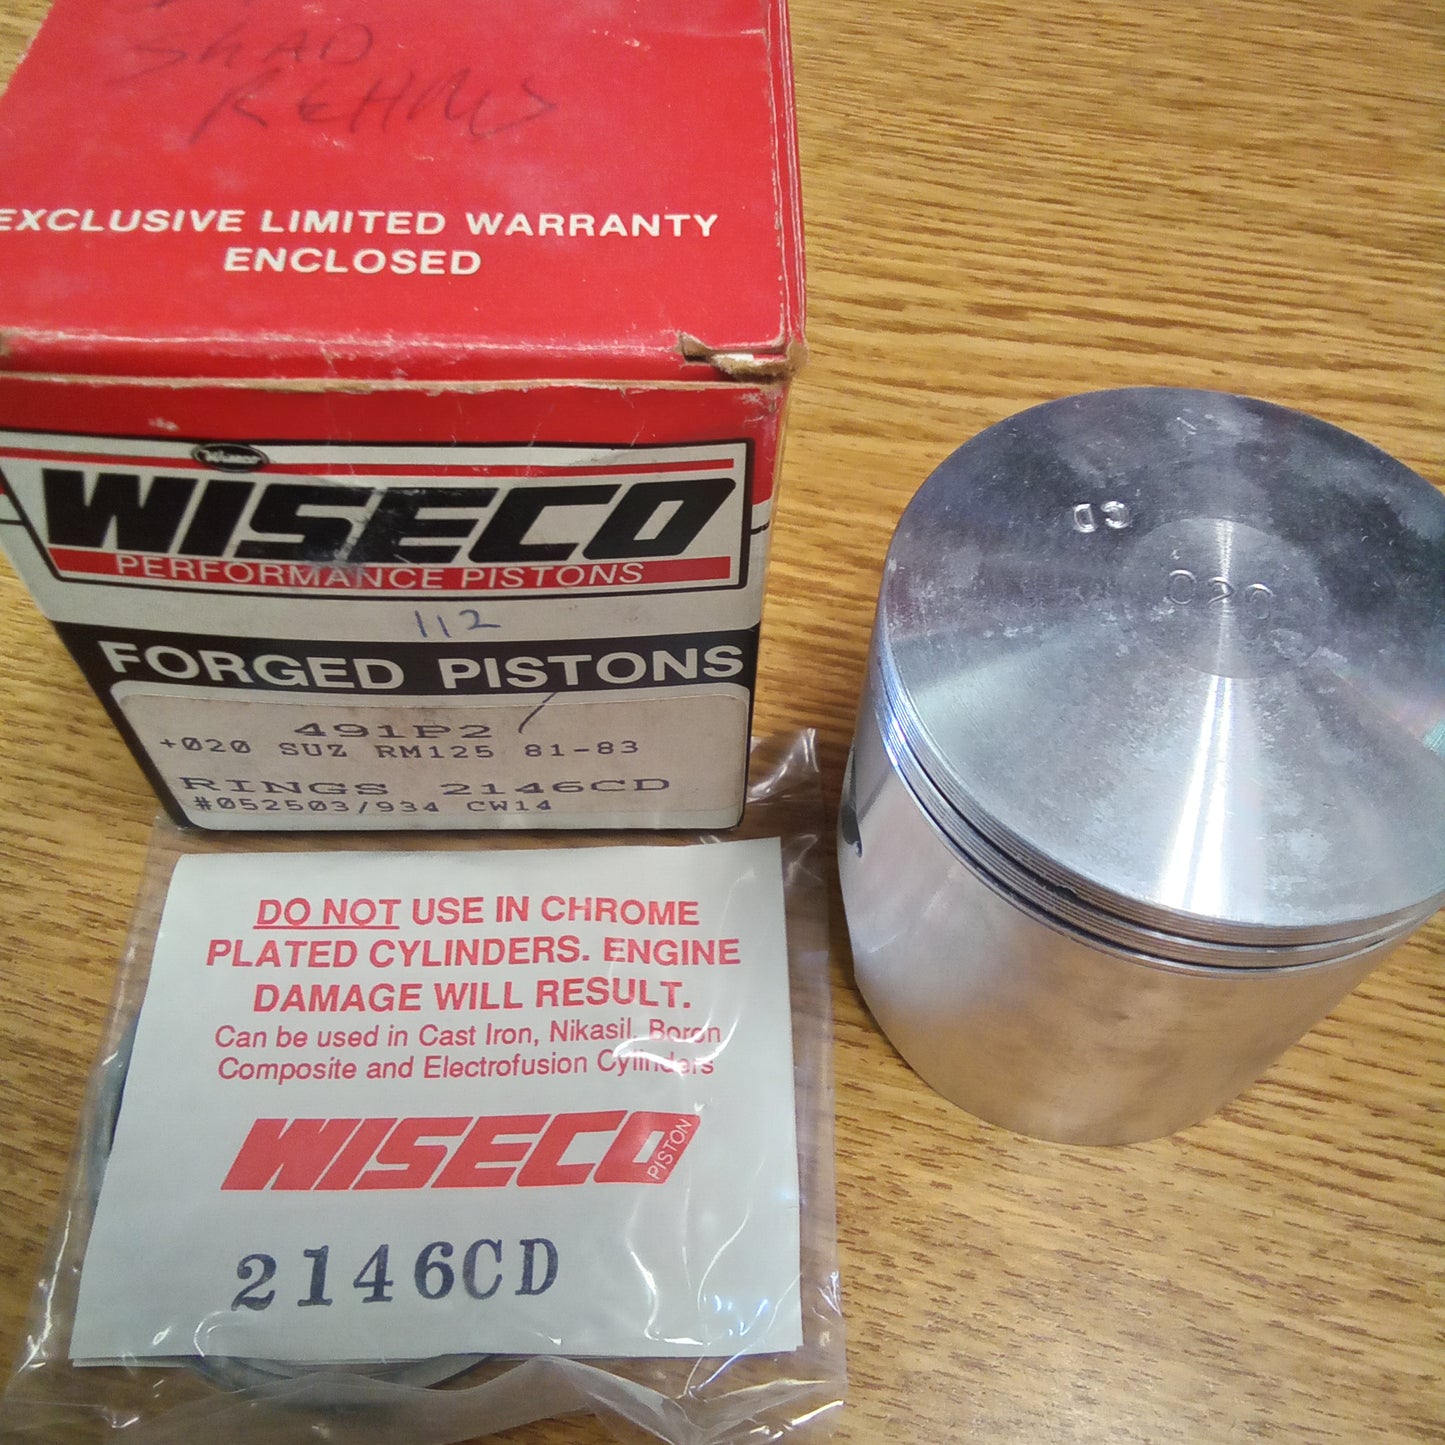 SHAD
EXCLUSIVE LIMITED WARRANTY
ENCLOSED
Wiseco
WISECO
PERFORMANCE PISTONS
112
FORGED PISTONS
491P2
+020 SUZ RM125 81-83
RINGS 2146CD
#052503/934 CW14
DO NOT USE IN CHROME
PLATED CYLINDERS. ENGINE
DAMAGE WILL RESULT.
Can be used in Cast Iron, Nikasil, Boron
Composite and Electrofusion Cylinders
WISECO PISTON
2146CD
CD
020